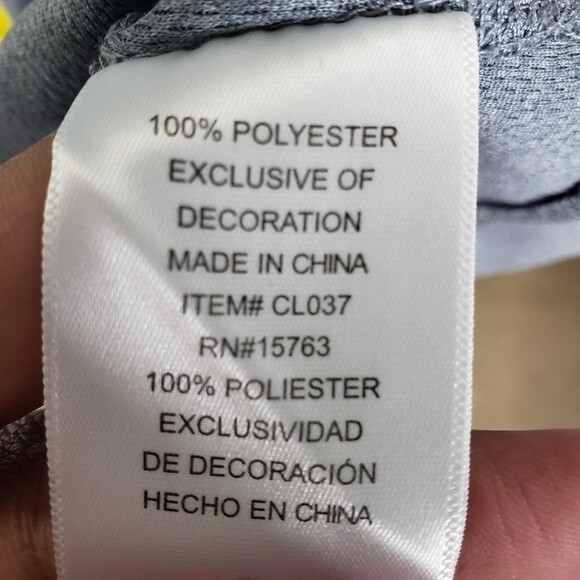 100% POLYESTER
EXCLUSIVE OF
DECORATION
MADE IN CHINA
ITEM# CL037
RN#15763
100% POLIESTER
EXCLUSIVIDAD
DE DECORACIÓN
HECHO EN CHINA